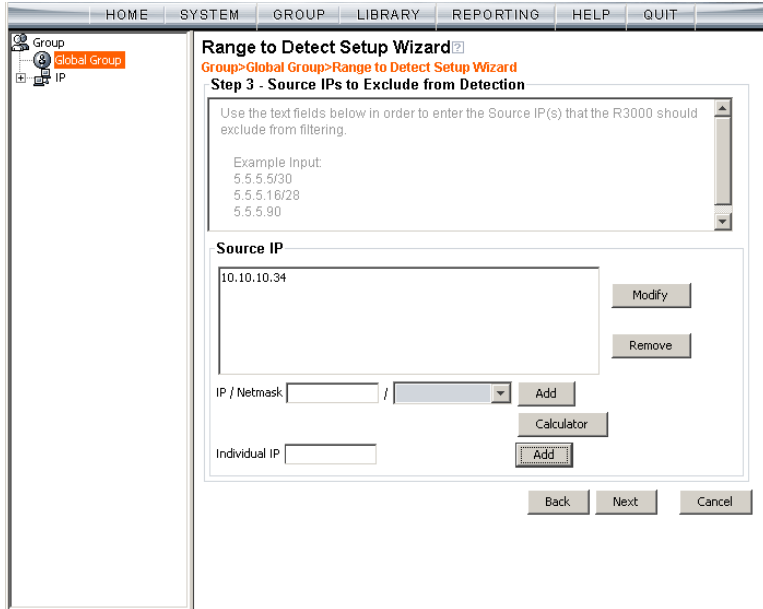 HOME SYSTEM GROUP LIBRARY REPORTING HELP QUIT
Group
Global Group
IP
Range to Detect Setup Wizard
Group>Global Group>Range to Detect Setup Wizard
Step 3 - Source IPs to Exclude from Detection
Use the text fields below in order to enter the Source IP(s) that the R3000 should
exclude from filtering.
Example Input:
5.5.5.5/30
5.5.5.16/28
5.5.5.90
Source IP
10.10.10.34
Modify
Remove
IP / Netmask / Add
Calculator
Individual IP Add
Back Next Cancel